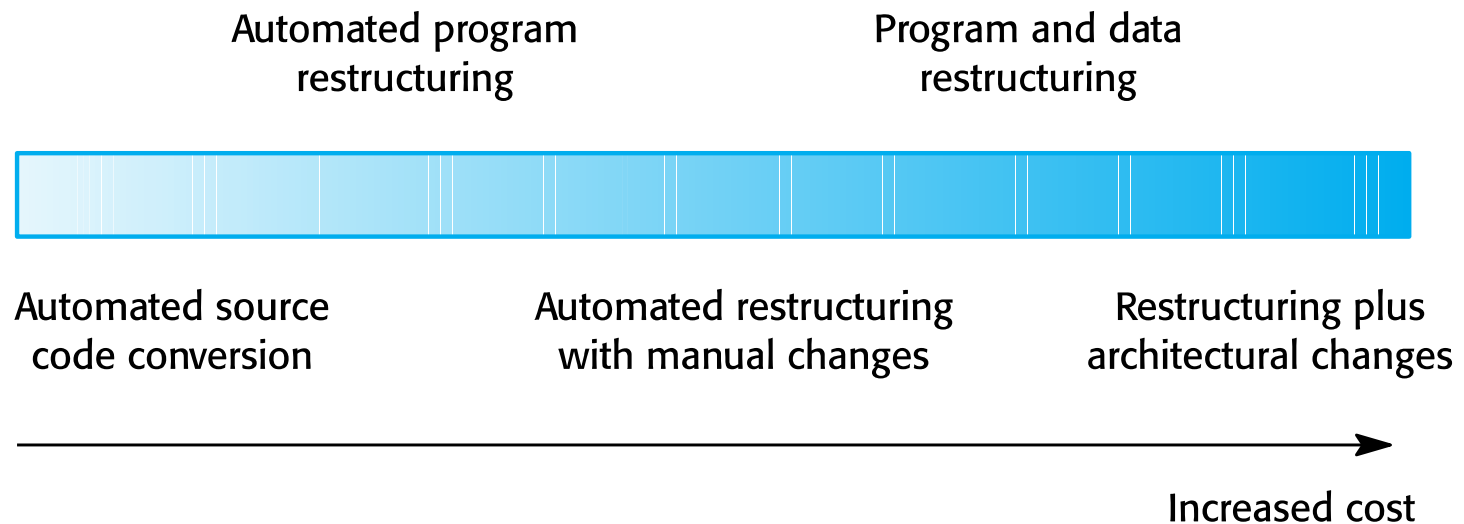 Automated program
restructuring
Program and data
restructuring
Automated source
code conversion
Automated restructuring
with manual changes
Restructuring plus
architectural changes
Increased cost